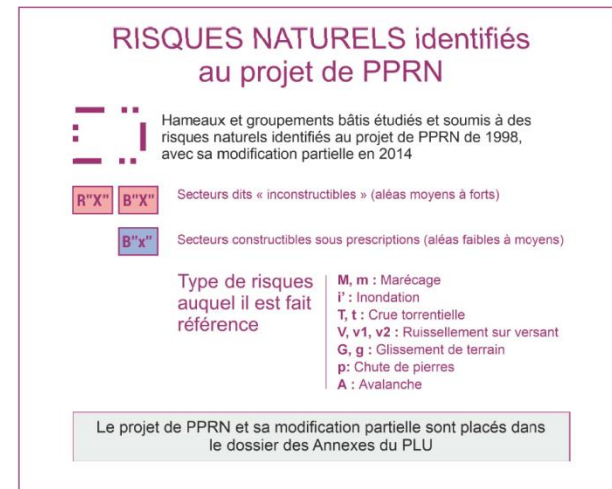 RISQUES NATURELS identifiés
au projet de PPRN
Hameaux et groupements bâtis étudiés et soumis à des
risques naturels identifiés au projet de PPRN de 1998,
avec sa modification partielle en 2014
R"X" B"X" Secteurs dits « inconstructibles » (aléas moyens à forts)
B"x" Secteurs constructibles sous prescriptions (aléas faibles à moyens)
Type de risques
auquel il est fait
référence
M, m : Marécage
i' : Inondation
T, t : Crue torrentielle
V, v1, v2 : Ruissellement sur versant
G, g : Glissement de terrain
p: Chute de pierres
A : Avalanche
Le projet de PPRN et sa modification partielle sont placés dans
le dossier des Annexes du PLU